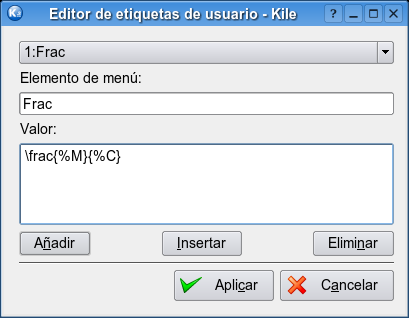 Editor de etiquetas de usuario - Kile
1:Frac
Elemento de menú:
Frac
Valor:
\frac{%M}{%C}
Añadir Insertar Eliminar
Aplicar Cancelar